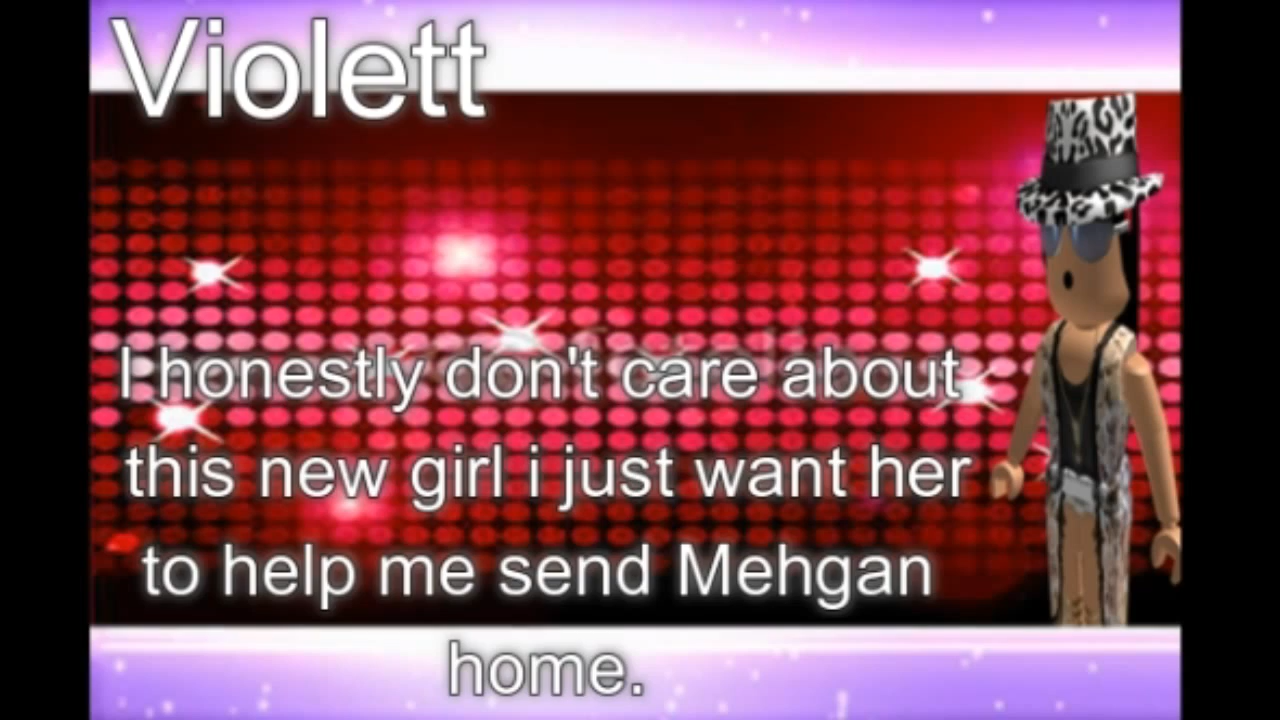 Violett
I honestly don't care about
this new girl i just want her
to help me send Mehgan
home.